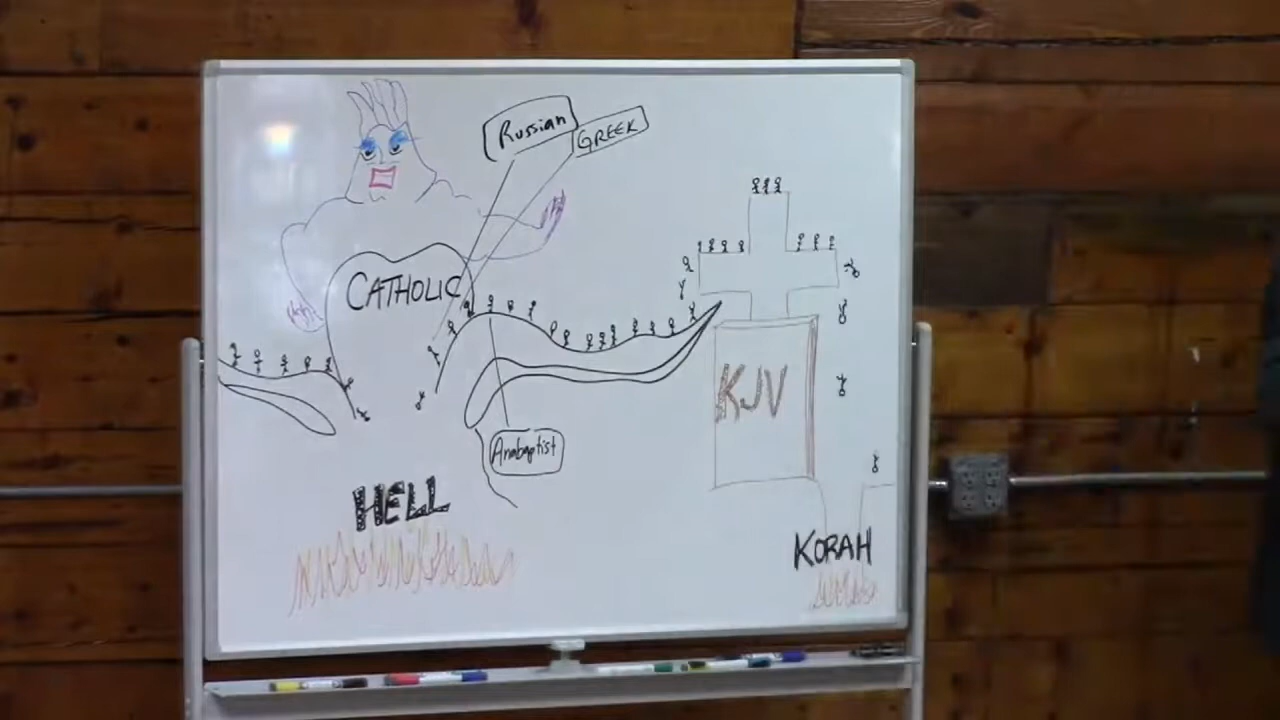 Russian
GREEK
CATHOLIC
KJV
Anabaptist
HELL
KORAH